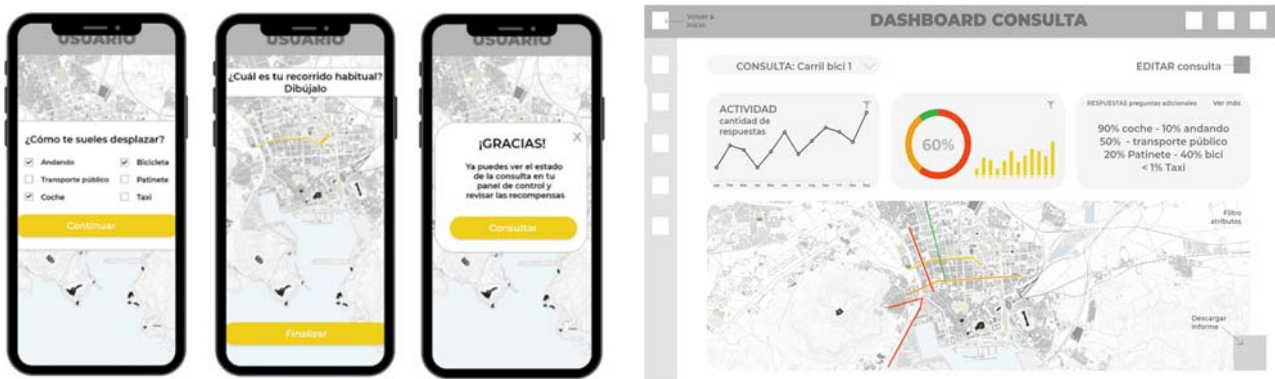 USUARIO
¿Cómo te sueles desplazar?
Andando
Bicicleta
Transporte público
Patinete
Coche
Taxi
Continuar
USUARIO
¿Cuál es tu recorrido habitual?
Dibújalo
Finalizar
USUARIO
X
¡GRACIAS!
Ya puedes ver el estado
de la consulta en tu
panel de control y
revisar las recompensas
Consultar
Volver a
inicio
DASHBOARD CONSULTA
CONSULTA: Carril bici 1
EDITAR consulta
ACTIVIDAD
cantidad de
respuestas
60%
RESPUESTAS preguntas adicionales
Ver más
90% coche - 10% andando
50% - transporte público
20% Patinete - 40% bici
< 1% Taxi
Filtro
atributos
Descargar
informe